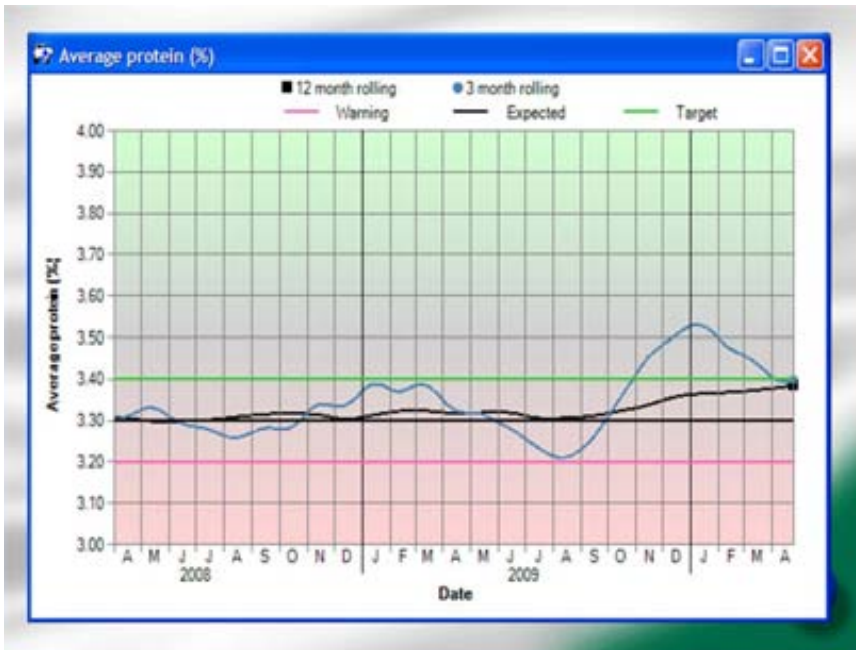 Average protein (%)
12 month rolling 3 month rolling
Warning Expected Target
4.00
3.90
3.80
3.70
3.60
3.50
3.40
3.30
3.20
3.10
3.00
Average protein (%)
A M J J A S O N D J F M A M J J A S O N D J F M A
2008 2009
Date